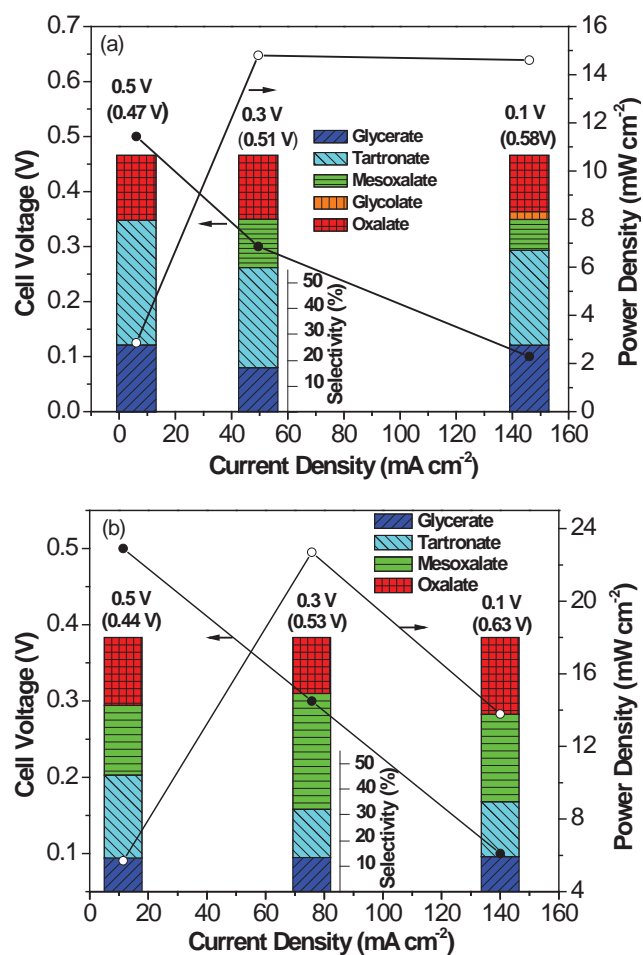 (a)
0.7
0.6
0.5
0.4
0.3
0.2
0.1
0.0
Cell Voltage (V)
16
14
12
10
8
6
4
2
0
Power Density (mW cm-2)
0.5 V
(0.47 V)
0.3 V
(0.51 V)
0.1 V
(0.58V)
Glycerate
Tartronate
Mesoxalate
Glycolate
Oxalate
50
40
30
20
10
Selectivity (%)
0 20 40 60 80 100 120 140 160
Current Density (mA cm-2)
(b)
0.5
0.4
0.3
0.2
0.1
Cell Voltage (V)
24
22
18
16
14
12
8
6
4
Power Density (mW cm-2)
Glycerate
Tartronate
Mesoxalate
Oxalate
0.5 V
(0.44 V)
0.3 V
(0.53 V)
0.1 V
(0.63 V)
50
40
30
20
10
Selectivity (%)
0 20 40 60 80 100 120 140 160
Current Density (mA cm-2)